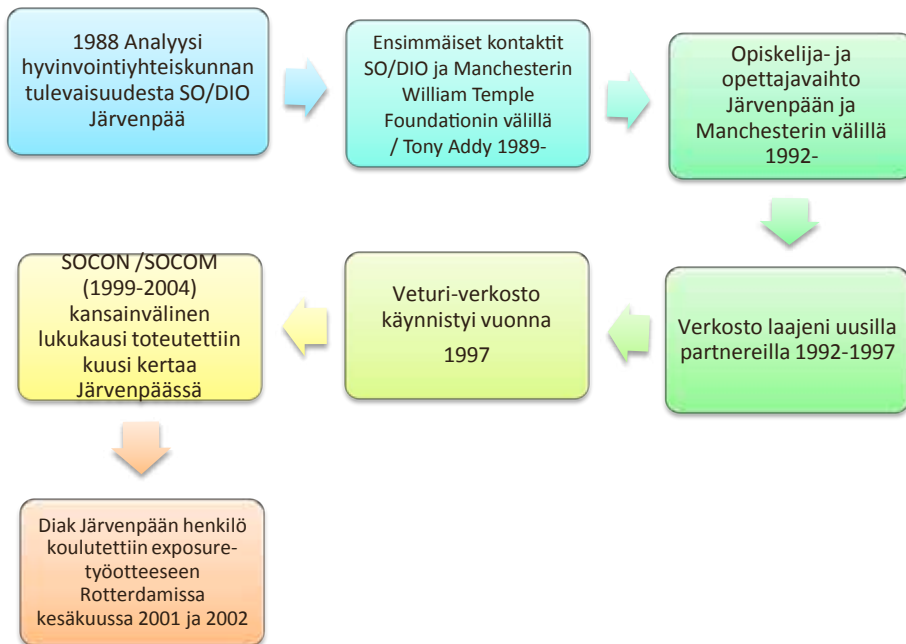 1988 Analyysi
hyvinvointiyhteiskunnan
tulevaisuudesta SO/DIO
Järvenpää
Ensimmäiset kontaktit
SO/DIO ja Manchesterin
William Temple
Foundationin välillä
/ Tony Addy 1989-
Opiskelija- ja
opettajavaihto
Järvenpään ja
Manchesterin välillä
1992-
Verkosto laajeni uusilla
partnereilla 1992-1997
Veturi-verkosto
käynnistyi vuonna
1997
SOCON /SOCOM
(1999-2004)
kansainvälinen
lukukausi toteutettiin
kuusi kertaa
Järvenpäässä
Diak Järvenpään henkilö
koulutettiin exposure-
työotteeseen
Rotterdamissa
kesäkuussa 2001 ja 2002